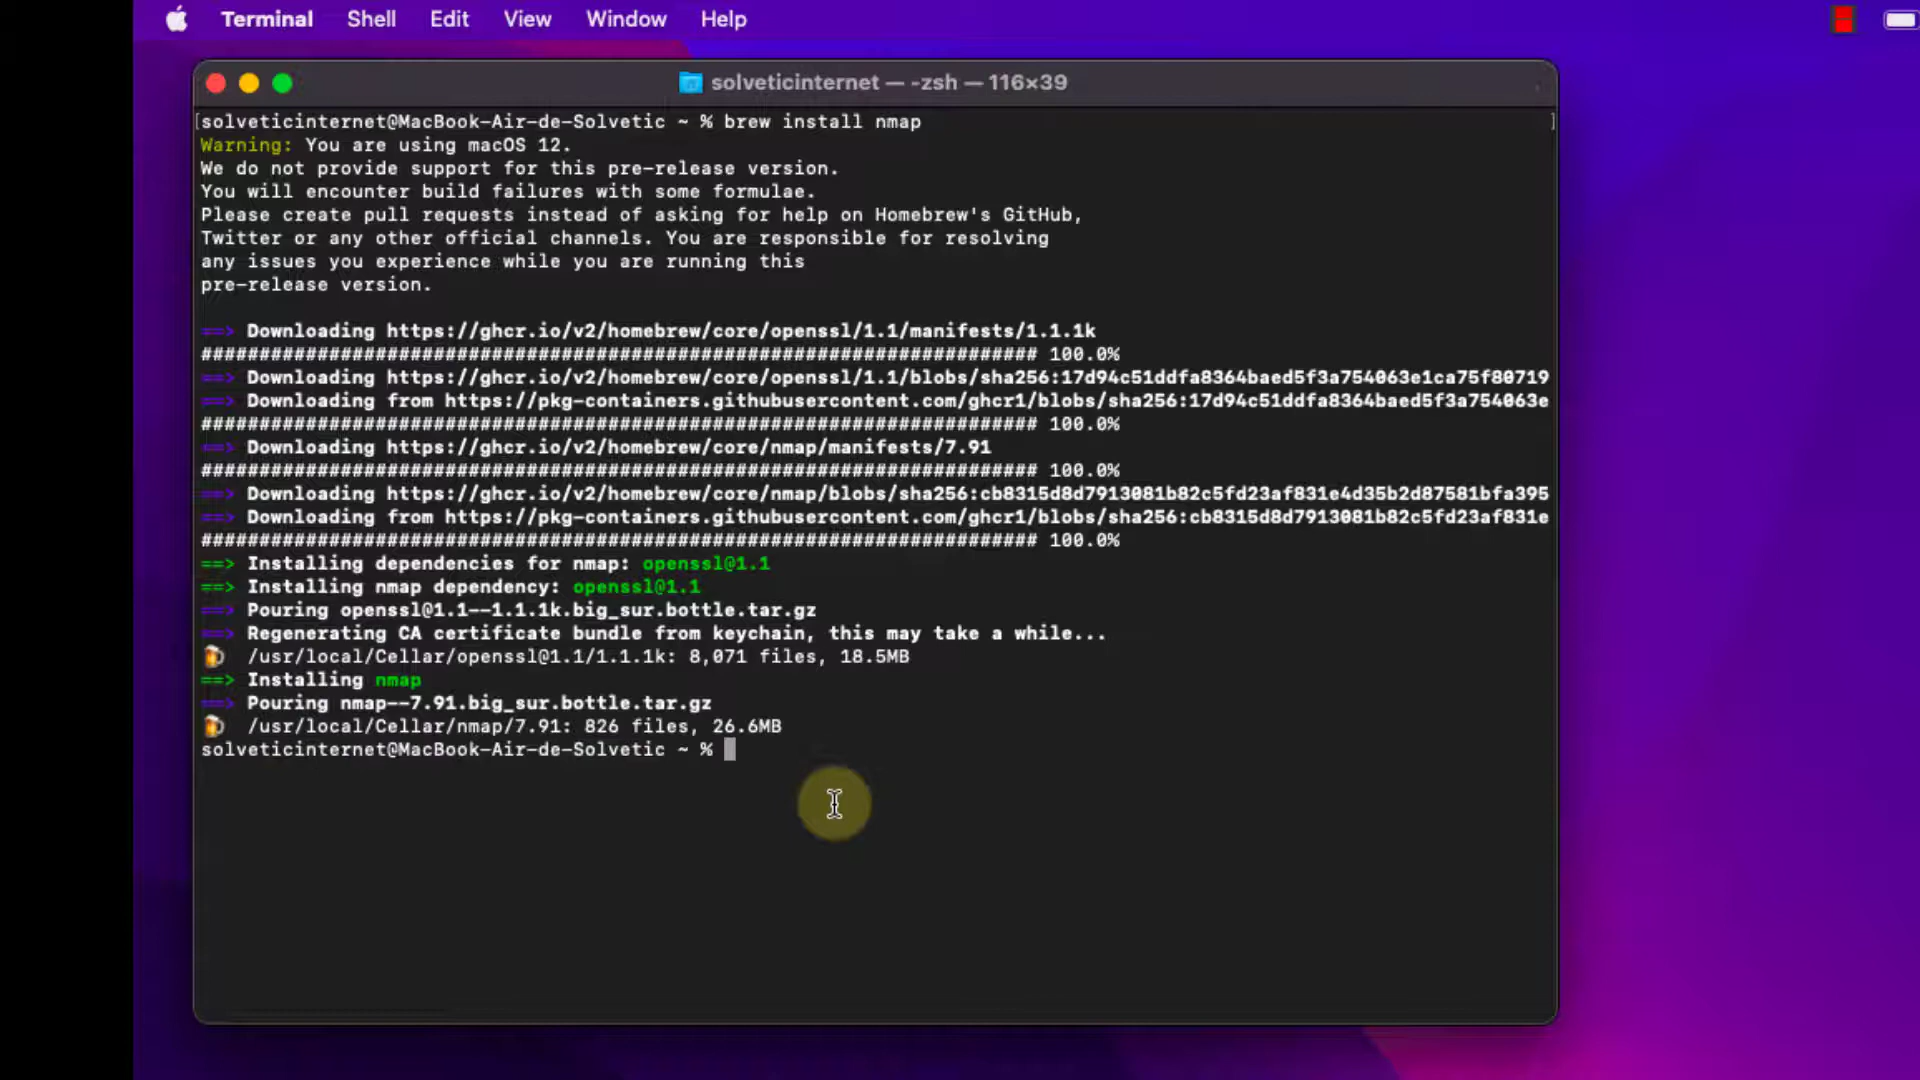 Terminal Shell Edit View Window Help
solveticinternet — -zsh — 116×39
[solveticinternet@MacBook-Air-de-Solvetic ~ % brew install nmap ]
Warning: You are using macOS 12.
We do not provide support for this pre-release version.
You will encounter build failures with some formulae.
Please create pull requests instead of asking for help on Homebrew's GitHub,
Twitter or any other official channels. You are responsible for resolving
any issues you experience while you are running this
pre-release version.
==> Downloading https://ghcr.io/v2/homebrew/core/openssl/1.1/manifests/1.1.1k
######################################################################## 100.0%
==> Downloading https://ghcr.io/v2/homebrew/core/openssl/1.1/blobs/sha256:17d94c51ddfa8364baed5f3a754063e1ca75f80719
==> Downloading from https://pkg-containers.githubusercontent.com/ghcr1/blobs/sha256:17d94c51ddfa8364baed5f3a754063e
######################################################################## 100.0%
==> Downloading https://ghcr.io/v2/homebrew/core/nmap/manifests/7.91
######################################################################## 100.0%
==> Downloading https://ghcr.io/v2/homebrew/core/nmap/blobs/sha256:cb8315d8d7913081b82c5fd23af831e4d35b2d87581bfa395
==> Downloading from https://pkg-containers.githubusercontent.com/ghcr1/blobs/sha256:cb8315d8d7913081b82c5fd23af831e
######################################################################## 100.0%
==> Installing dependencies for nmap: openssl@1.1
==> Installing nmap dependency: openssl@1.1
==> Pouring openssl@1.1--1.1.1k.big_sur.bottle.tar.gz
==> Regenerating CA certificate bundle from keychain, this may take a while...
🍺 /usr/local/Cellar/openssl@1.1/1.1.1k: 8,071 files, 18.5MB
==> Installing nmap
==> Pouring nmap--7.91.big_sur.bottle.tar.gz
🍺 /usr/local/Cellar/nmap/7.91: 826 files, 26.6MB
solveticinternet@MacBook-Air-de-Solvetic ~ %